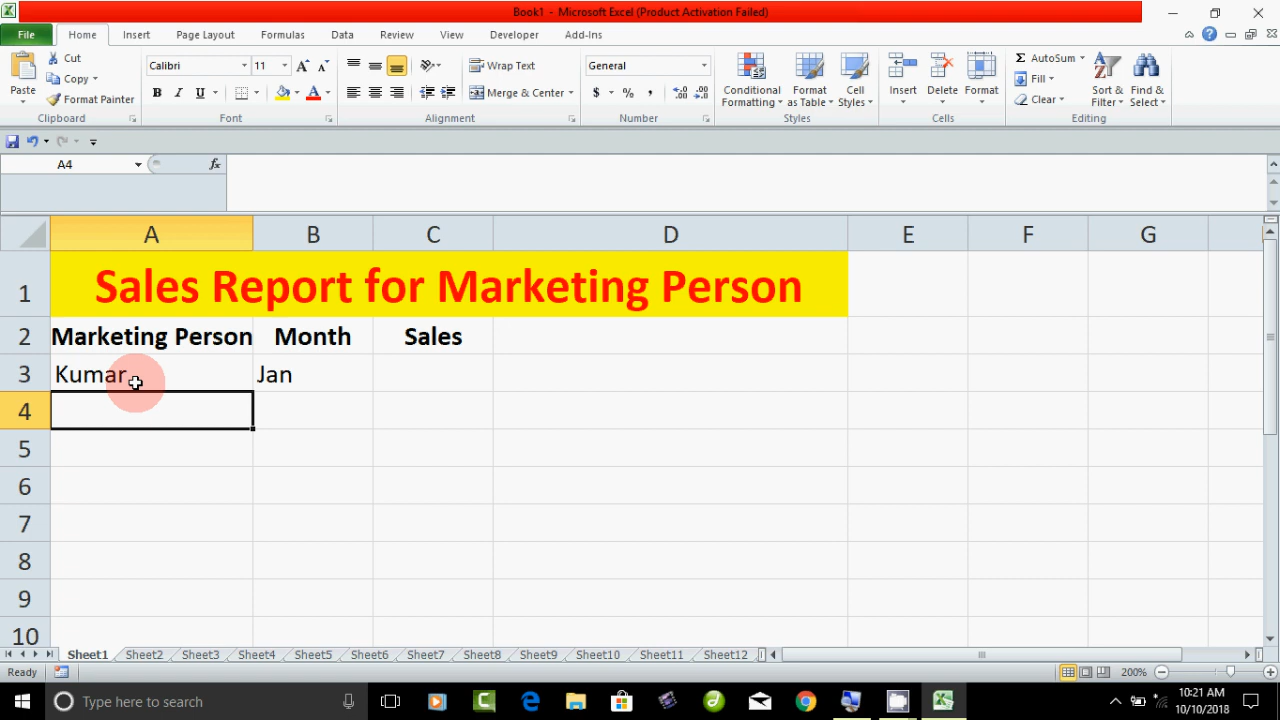 Book1 - Microsoft Excel (Product Activation Failed)
File Home Insert Page Layout Formulas Data Review View Developer Add-Ins
Paste Cut Copy Format Painter
Calibri 11
B I U A
Wrap Text
Merge & Center
General
$ % ,
Conditional Formatting Format as Table Cell Styles
Insert Delete Format
Σ AutoSum Fill Clear
Sort & Filter Find & Select
Clipboard Font Alignment Number Styles Cells Editing
A4 fx
A B C D E F G
1 Sales Report for Marketing Person
2 Marketing Person Month Sales
3 Kumar Jan
4
5
6
7
8
9
10
Sheet1 Sheet2 Sheet3 Sheet4 Sheet5 Sheet6 Sheet7 Sheet8 Sheet9 Sheet10 Sheet11 Sheet12
Ready 200%
Type here to search
10:21 AM
10/10/2018